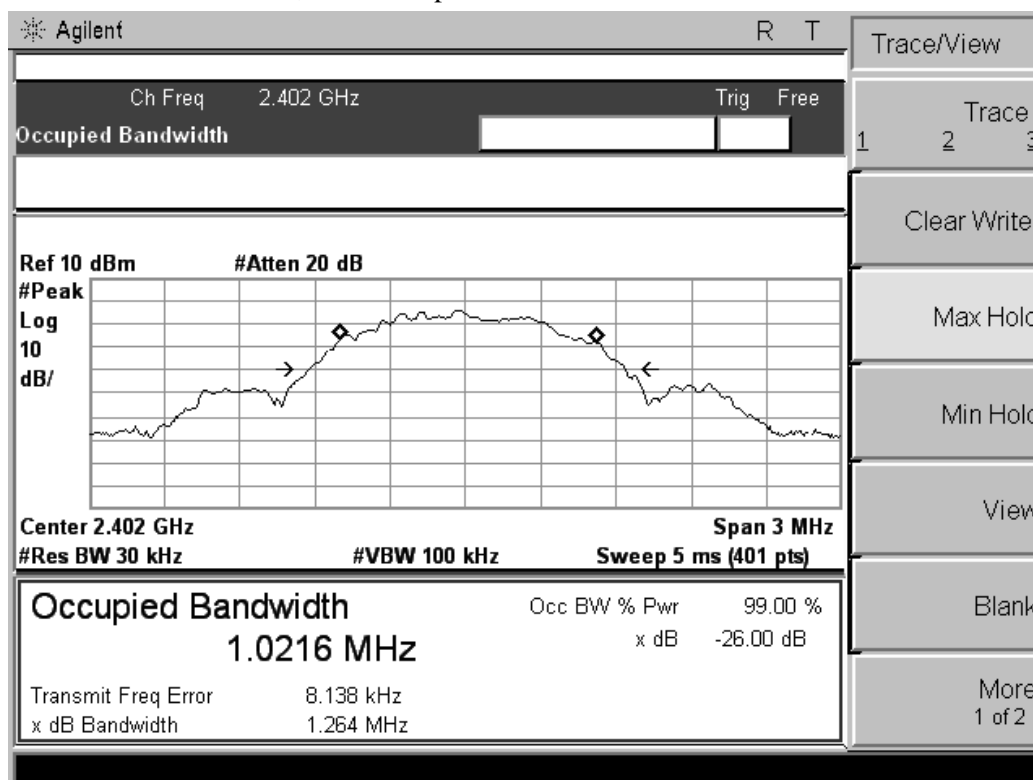 Agilent R T
Trace/View
Ch Freq 2.402 GHz Trig Free
Occupied Bandwidth
Trace
1 2 3
Clear Write
Ref 10 dBm #Atten 20 dB
#Peak
Log
10
dB/
Max Hold
Min Hold
Center 2.402 GHz Span 3 MHz
#Res BW 30 kHz #VBW 100 kHz Sweep 5 ms (401 pts)
View
Occupied Bandwidth
1.0216 MHz
Occ BW % Pwr 99.00 %
x dB -26.00 dB
Transmit Freq Error 8.138 kHz
x dB Bandwidth 1.264 MHz
Blank
More
1 of 2